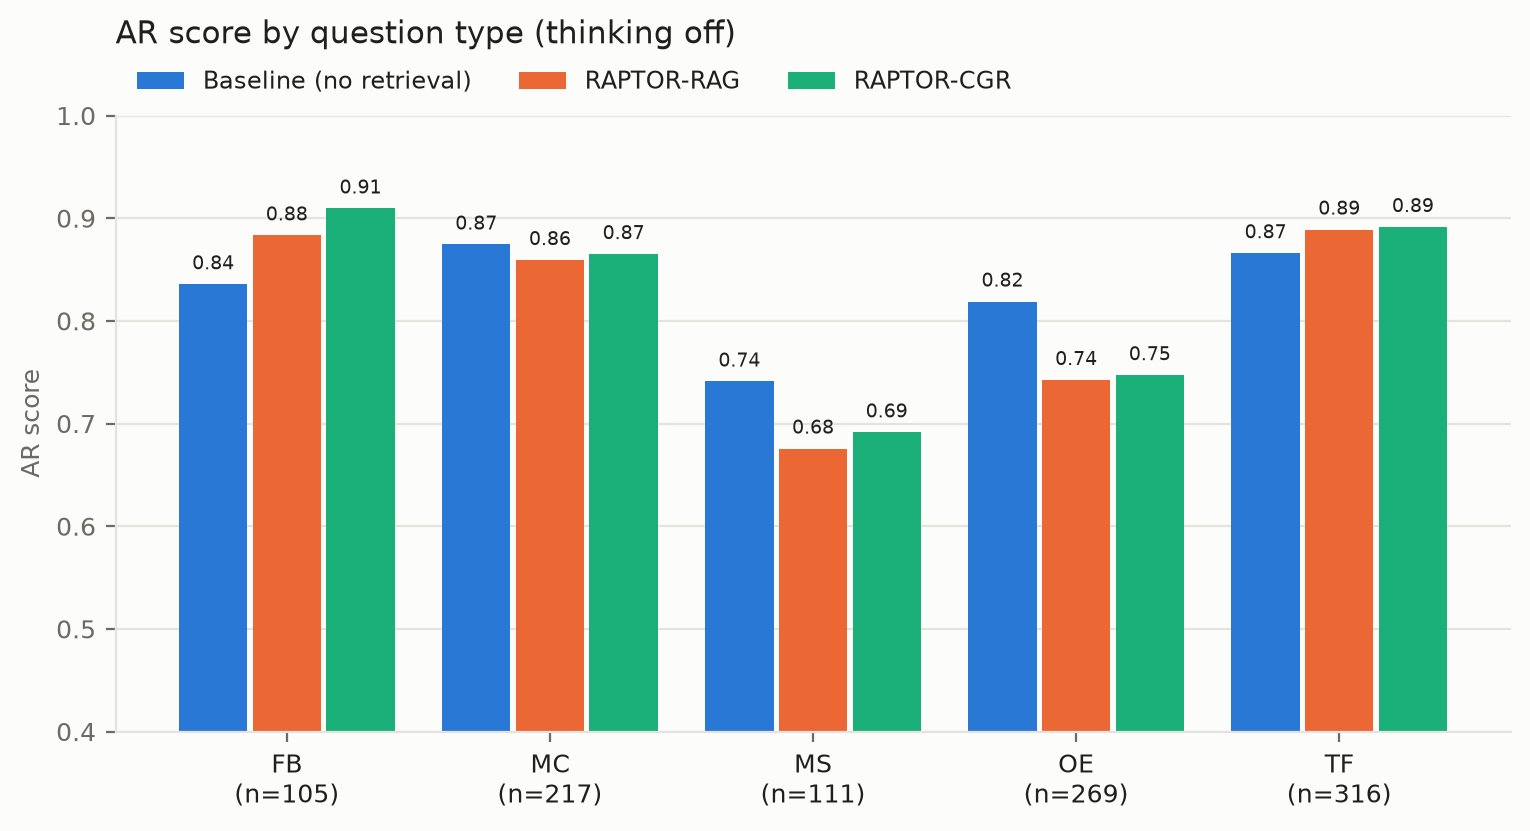 AR score by question type (thinking off)
Baseline (no retrieval) RAPTOR-RAG RAPTOR-CGR
AR score
1.0
0.9
0.8
0.7
0.6
0.5
0.4
0.84 0.88 0.91
0.87 0.86 0.87
0.74 0.68 0.69
0.82 0.74 0.75
0.87 0.89 0.89
FB MC MS OE TF
(n=105) (n=217) (n=111) (n=269) (n=316)